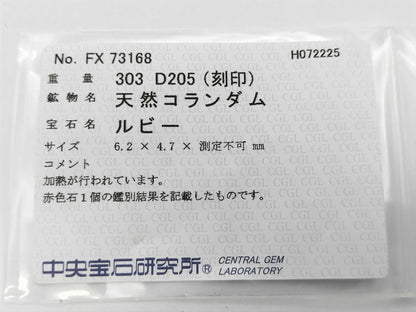 No. FX 73168 H072225
重量 303 D205 (刻印)
鉱物名 天然コランダム
宝石名 ルビー
サイズ 6.2 × 4.7 × 測定不可 mm
コメント
加熱が行われています。
赤色石1個の鑑別結果を記載したものです。
中央宝石研究所® CENTRAL GEM
LABORATORY